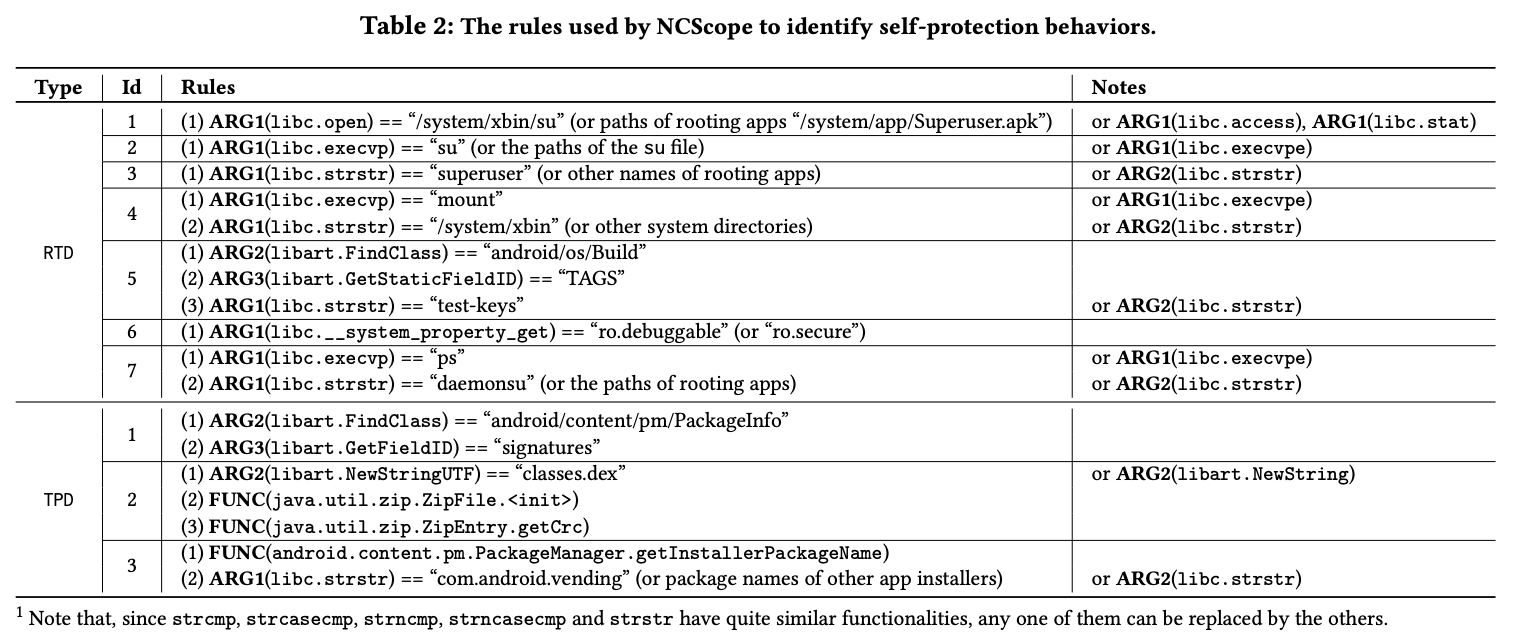 Table 2: The rules used by NCScope to identify self-protection behaviors.
Type Id Rules Notes
1 (1) ARG1(libc.open) == “/system/xbin/su” (or paths of rooting apps “/system/app/Superuser.apk”) or ARG1(libc.access), ARG1(libc.stat)
2 (1) ARG1(libc.execvp) == “su” (or the paths of the su file) or ARG1(libc.execvpe)
3 (1) ARG1(libc.strstr) == “superuser” (or other names of rooting apps) or ARG2(libc.strstr)
4 (1) ARG1(libc.execvp) == “mount” or ARG1(libc.execvpe)
(2) ARG1(libc.strstr) == “/system/xbin” (or other system directories) or ARG2(libc.strstr)
RTD 5 (1) ARG2(libart.FindClass) == “android/os/Build”
(2) ARG3(libart.GetStaticFieldID) == “TAGS”
(3) ARG1(libc.strstr) == “test-keys” or ARG2(libc.strstr)
6 (1) ARG1(libc.__system_property_get) == “ro.debuggable” (or “ro.secure”)
7 (1) ARG1(libc.execvp) == “ps” or ARG1(libc.execvpe)
(2) ARG1(libc.strstr) == “daemonsu” (or the paths of rooting apps) or ARG2(libc.strstr)
1 (1) ARG2(libart.FindClass) == “android/content/pm/PackageInfo”
(2) ARG3(libart.GetFieldID) == “signatures”
TPD 2 (1) ARG2(libart.NewStringUTF) == “classes.dex” or ARG2(libart.NewString)
(2) FUNC(java.util.zip.ZipFile.<init>)
(3) FUNC(java.util.zip.ZipEntry.getCrc)
3 (1) FUNC(android.content.pm.PackageManager.getInstallerPackageName)
(2) ARG1(libc.strstr) == “com.android.vending” (or package names of other app installers) or ARG2(libc.strstr)
1 Note that, since strcmp, strcasecmp, strncmp, strncasecmp and strstr have quite similar functionalities, any one of them can be replaced by the others.